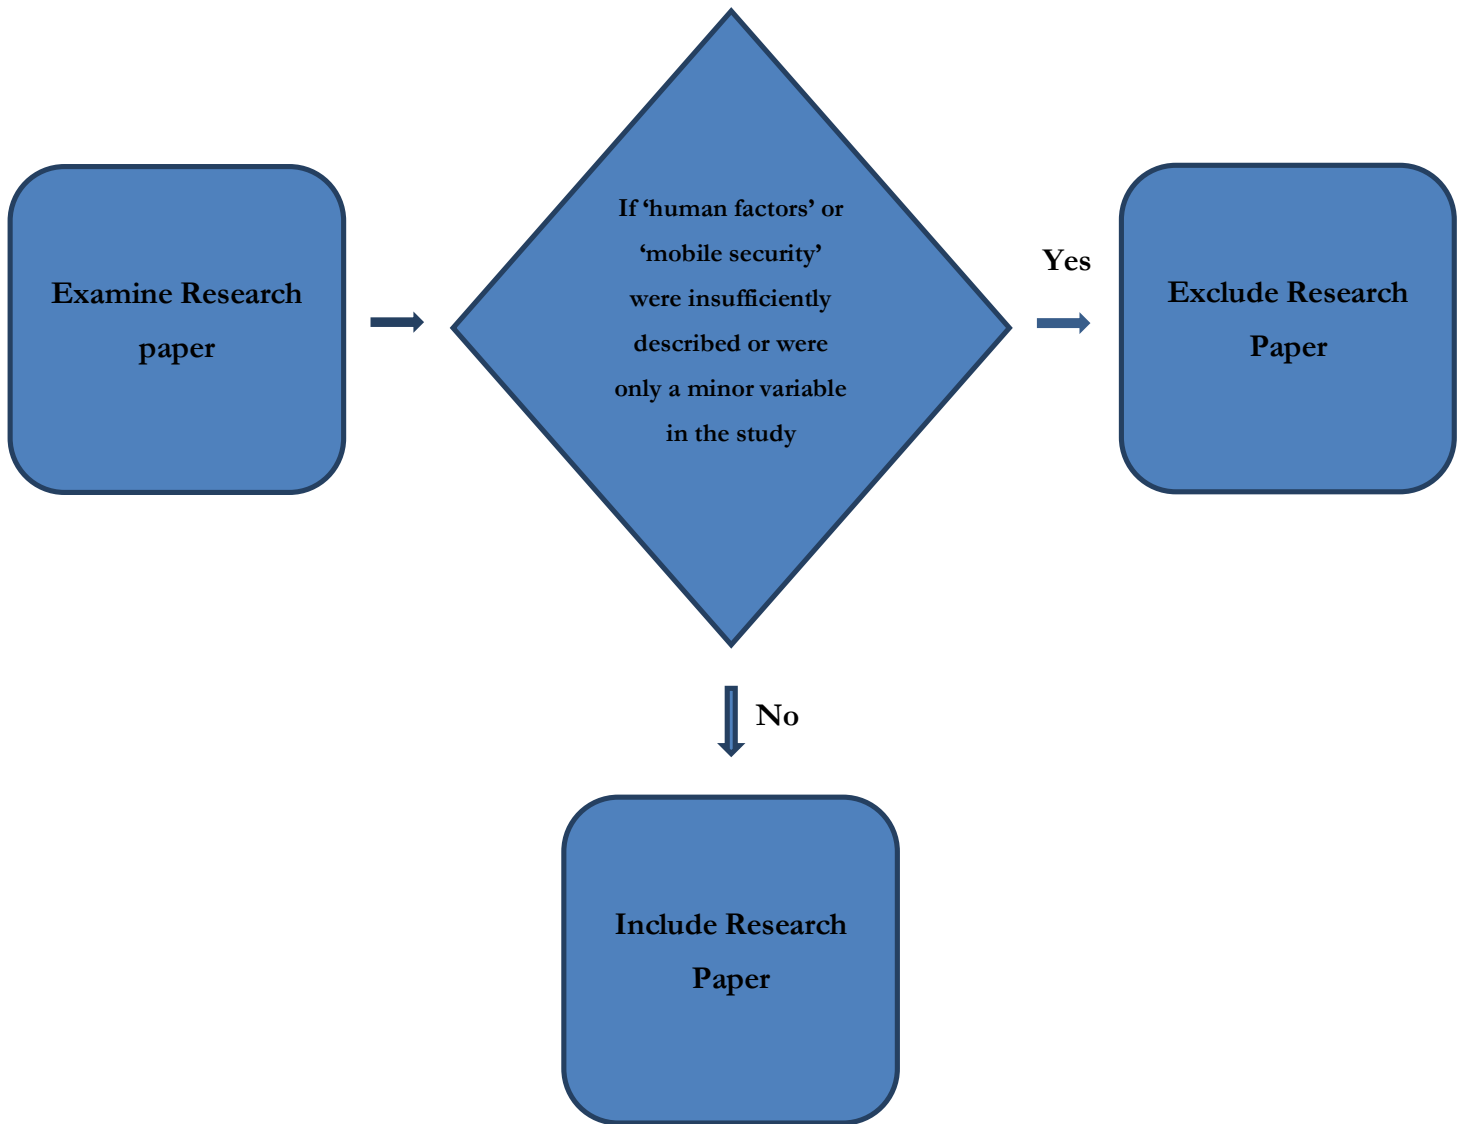 Examine Research
paper
If ‘human factors’ or
‘mobile security’
were insufficiently
described or were
only a minor variable
in the study
Yes
Exclude Research
Paper
No
Include Research
Paper